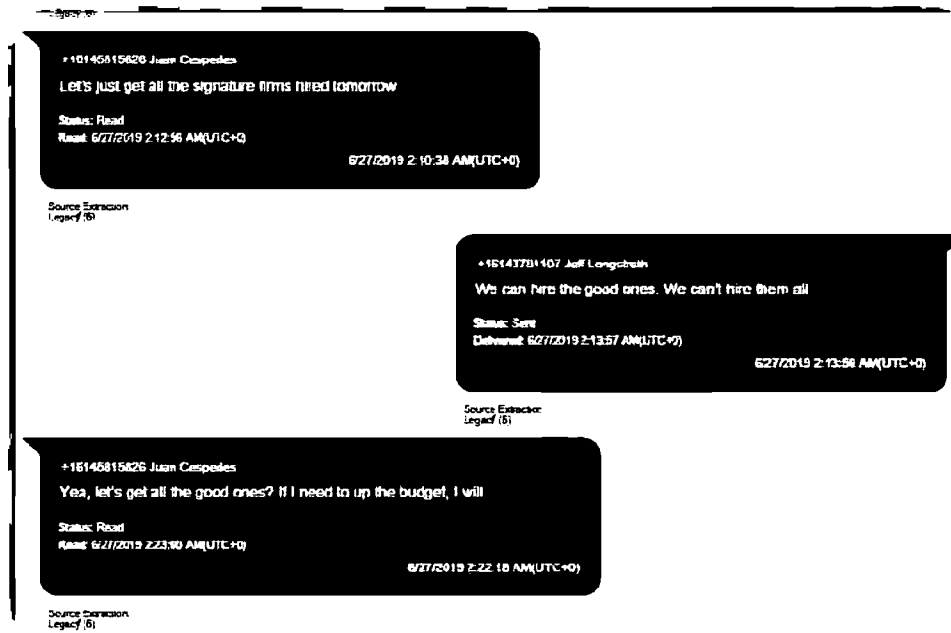 Legacy (6)
+16145815826 Juan Cespedes
Let's just get all the signature firms hired tomorrow
Status: Read
Read: 6/27/2019 2:12:56 AM(UTC+0)
6/27/2019 2:10:38 AM(UTC+0)
Source Extraction
Legacy (6)
+16143781107 Jeff Longstreth
We can hire the good ones. We can't hire them all
Status: Sent
Delivered: 6/27/2019 2:13:57 AM(UTC+0)
6/27/2019 2:13:56 AM(UTC+0)
Source Extraction
Legacy (6)
+16145815826 Juan Cespedes
Yea, let's get all the good ones? If I need to up the budget, I will
Status: Read
Read: 6/27/2019 AM(UTC+0)
6/27/2019 2:22:18 AM(UTC+0)
Source Extraction
Legacy (6)